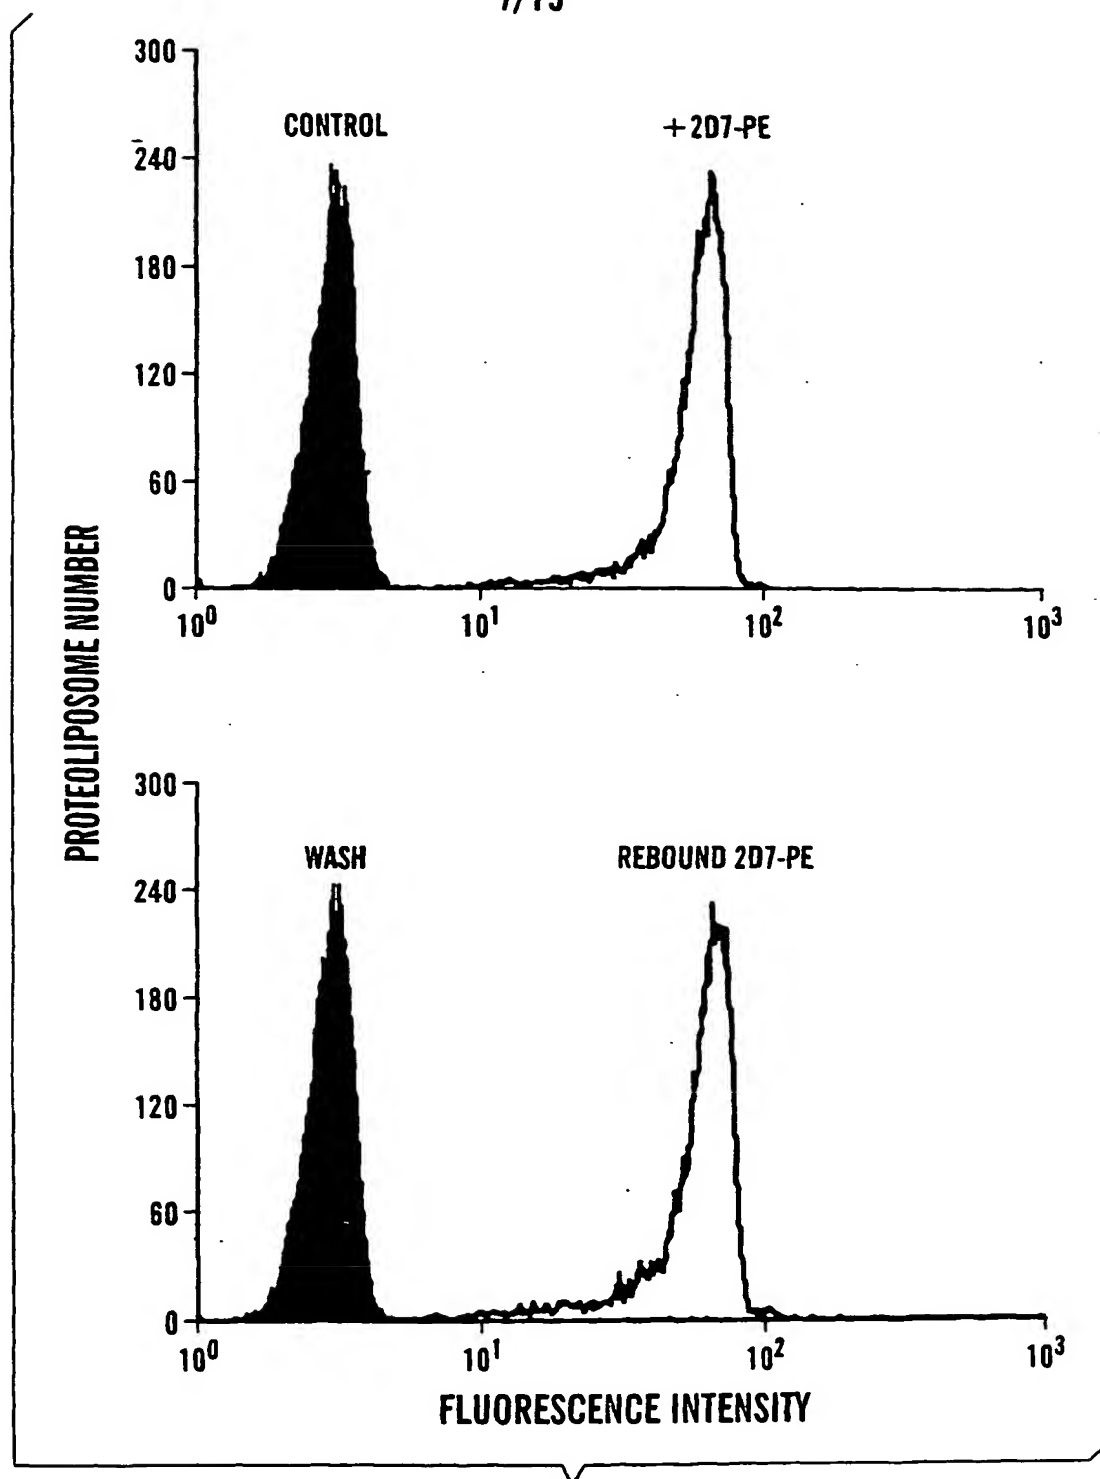 300
CONTROL
+2D7-PE
240
180
120
60
0
10⁰ 10¹ 10² 10³
PROTEOLIPOSOME NUMBER
300
WASH
REBOUND 2D7-PE
240
180
120
60
0
10⁰ 10¹ 10² 10³
FLUORESCENCE INTENSITY